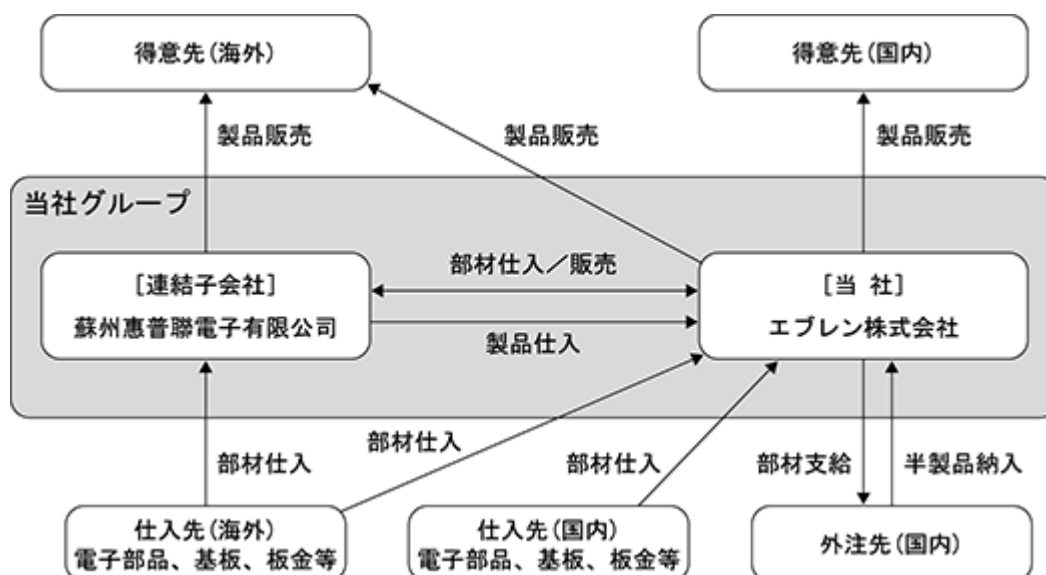 得意先(海外)
得意先(国内)
製品販売
製品販売
製品販売
当社グループ
[連結子会社]
蘇州惠普聯電子有限公司
部材仕入／販売
製品仕入
[当 社]
エブレン株式会社
部材仕入
部材仕入
部材仕入
部材支給
半製品納入
仕入先(海外)
電子部品、基板、板金等
仕入先(国内)
電子部品、基板、板金等
外注先(国内)